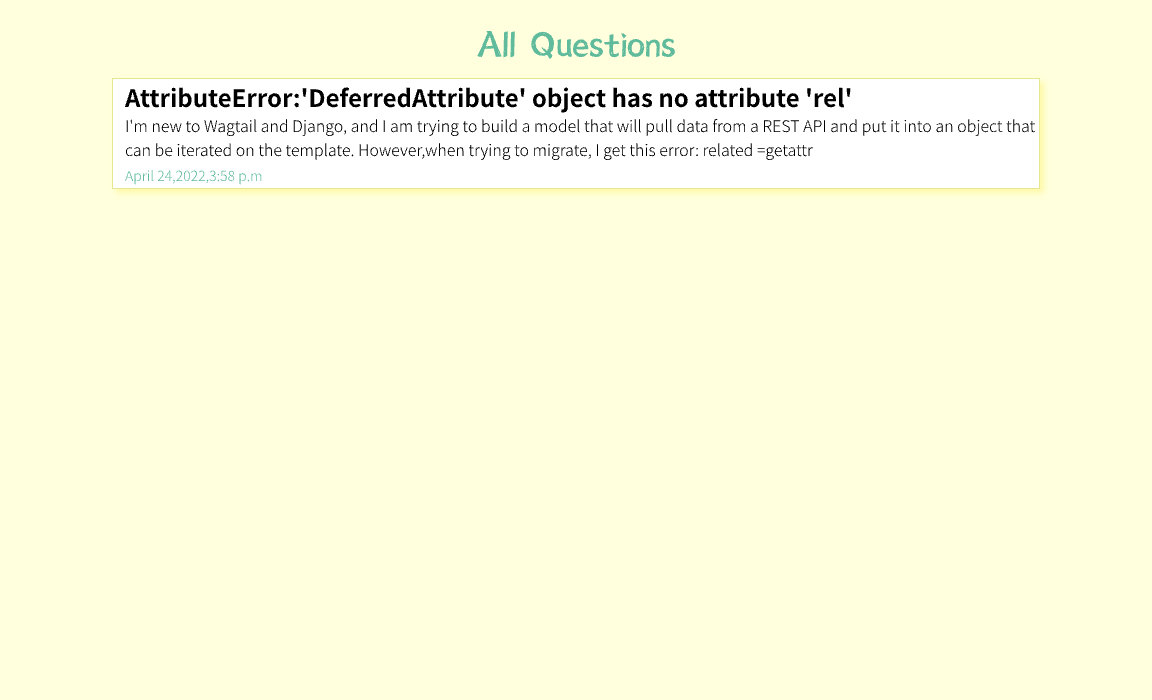 All Questions
AttributeError:'DeferredAttribute' object has no attribute 'rel'
I'm new to Wagtail and Django, and I am trying to build a model that will pull data from a REST API and put it into an object that
can be iterated on the template. However,when trying to migrate, I get this error: related =getattr
April 24,2022,3:58 p.m